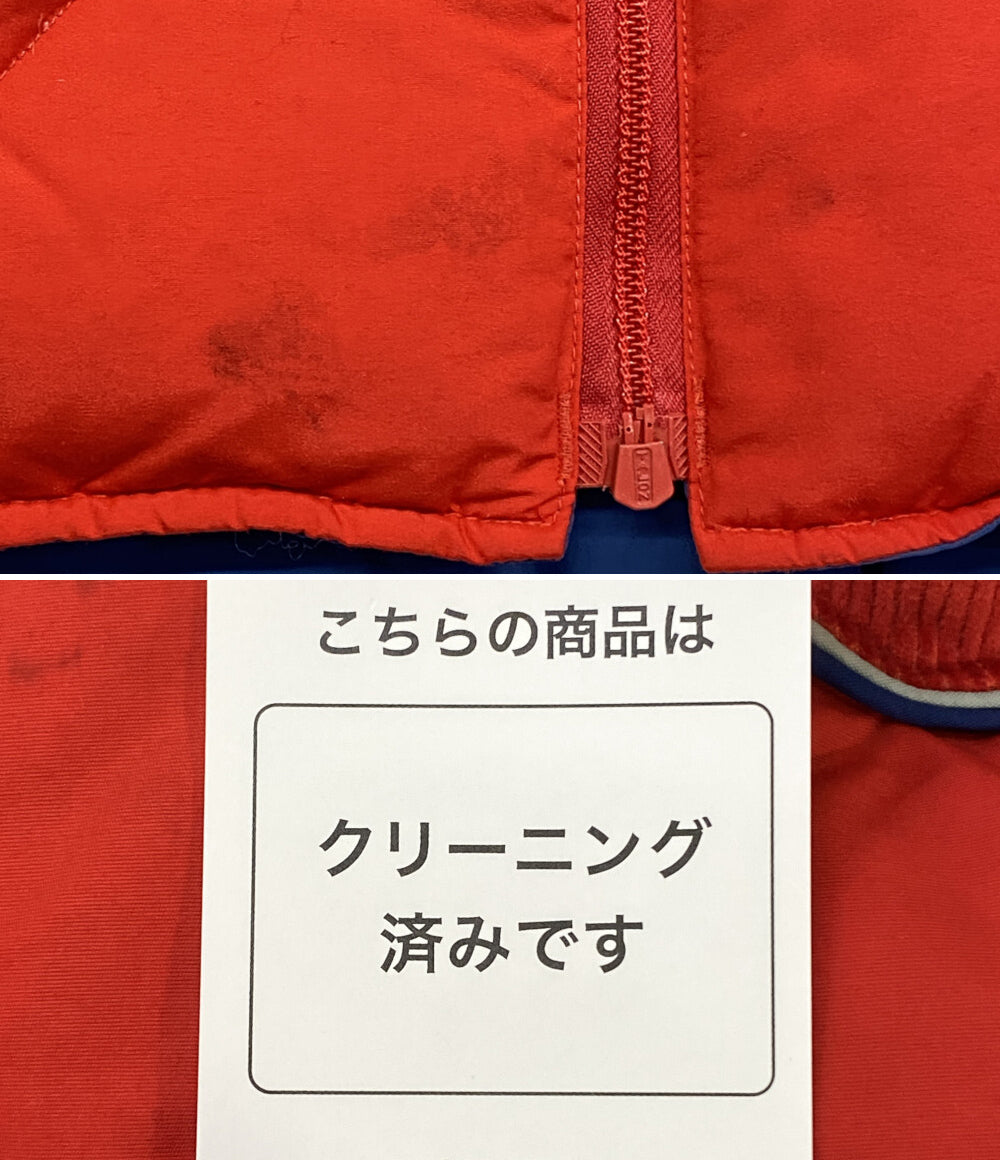 こちらの商品は
クリーニング
済みです